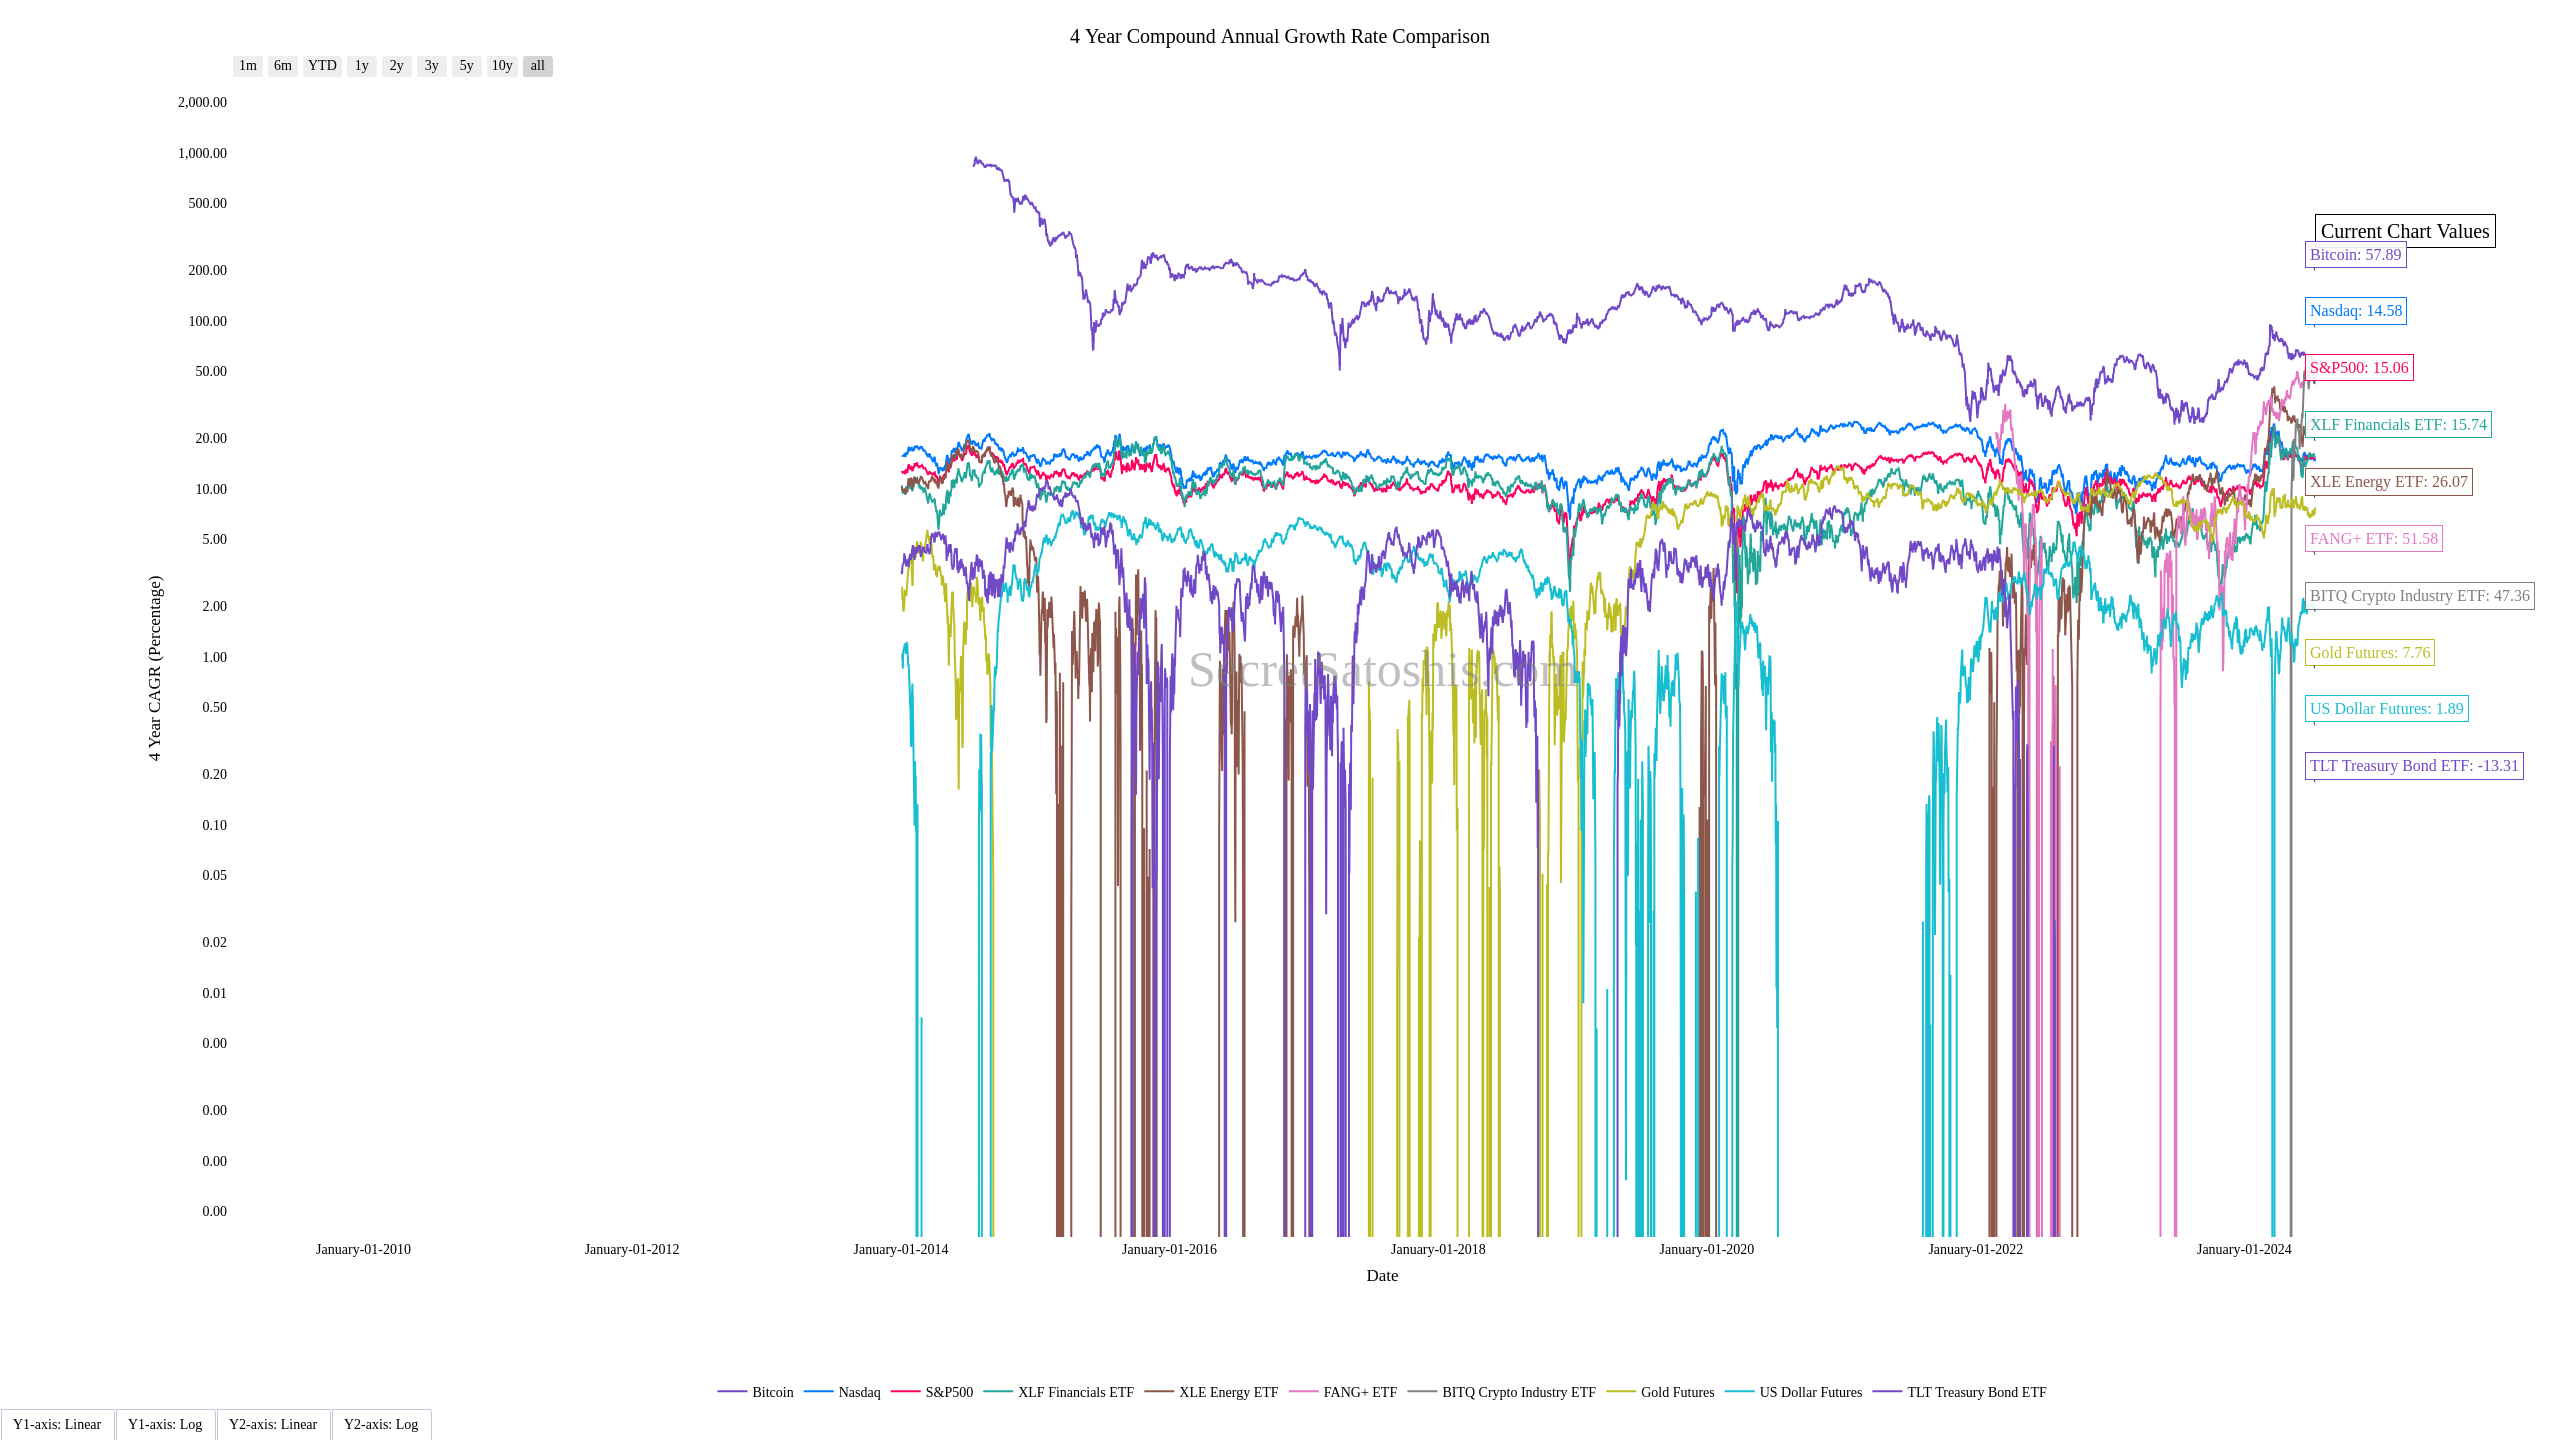 4 Year Compound Annual Growth Rate Comparison
1m 6m YTD 1y 2y 3y 5y 10y all
2,000.00
1,000.00
500.00
200.00
100.00
50.00
20.00
10.00
5.00
2.00
1.00
0.50
0.20
0.10
0.05
0.02
0.01
0.00
0.00
0.00
0.00
4 Year CAGR (Percentage)
SecretSatoshis.com
Current Chart Values
Bitcoin: 57.89
Nasdaq: 14.58
S&P500: 15.06
XLF Financials ETF: 15.74
XLE Energy ETF: 26.07
FANG+ ETF: 51.58
BITQ Crypto Industry ETF: 47.36
Gold Futures: 7.76
US Dollar Futures: 1.89
TLT Treasury Bond ETF: -13.31
January-01-2010 January-01-2012 January-01-2014 January-01-2016 January-01-2018 January-01-2020 January-01-2022 January-01-2024
Date
Bitcoin Nasdaq S&P500 XLF Financials ETF XLE Energy ETF FANG+ ETF BITQ Crypto Industry ETF Gold Futures US Dollar Futures TLT Treasury Bond ETF
Y1-axis: Linear Y1-axis: Log Y2-axis: Linear Y2-axis: Log